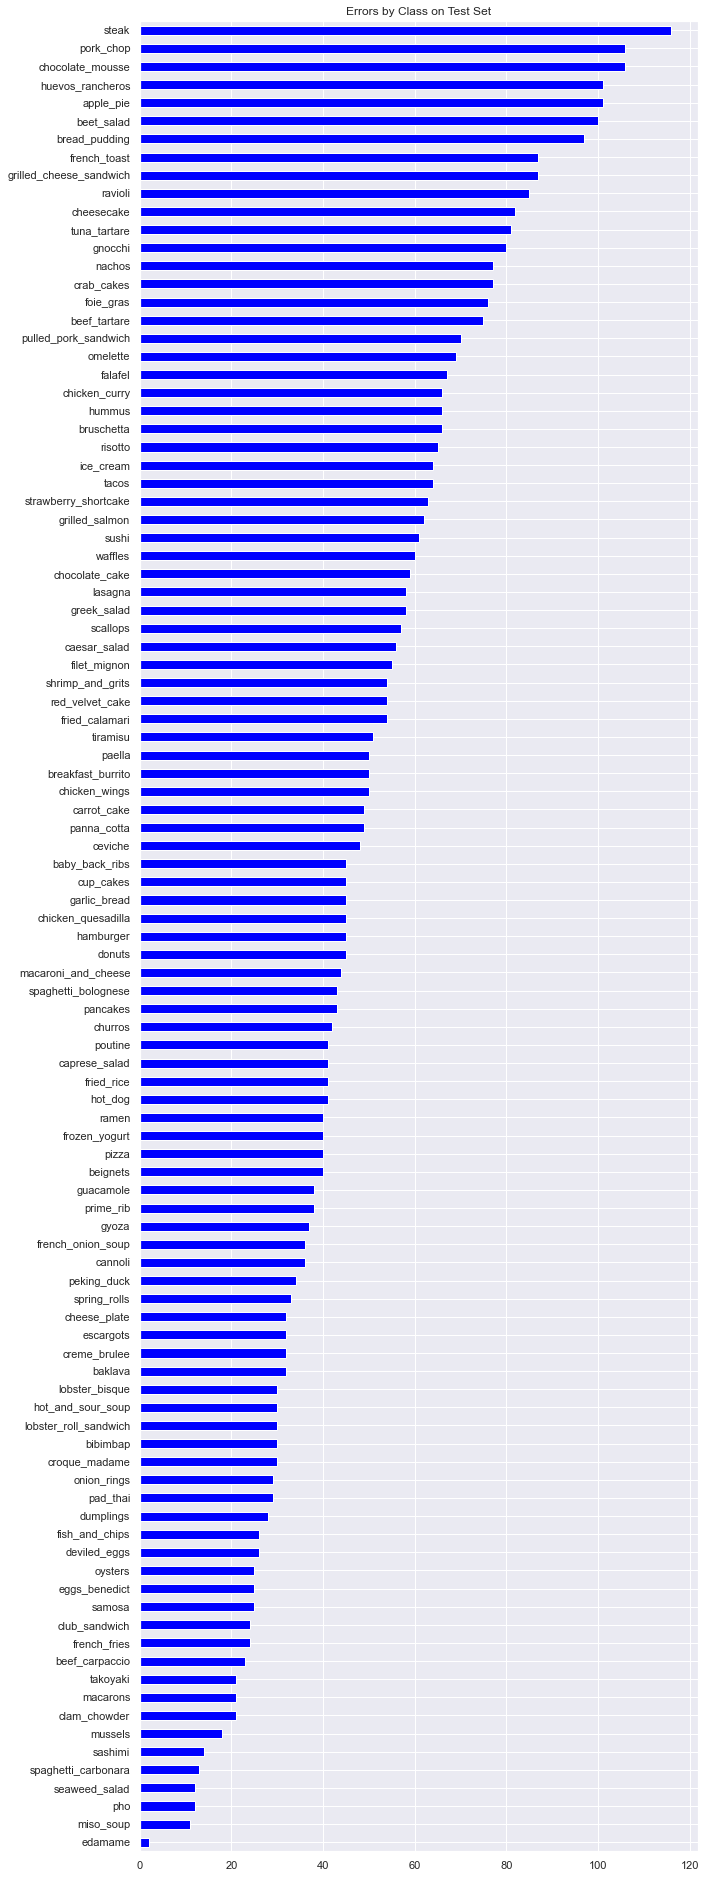 Errors by Class on Test Set
steak
pork_chop
chocolate_mousse
huevos_rancheros
apple_pie
beet_salad
bread_pudding
french_toast
grilled_cheese_sandwich
ravioli
cheesecake
tuna_tartare
gnocchi
nachos
crab_cakes
foie_gras
beef_tartare
pulled_pork_sandwich
omelette
falafel
chicken_curry
hummus
bruschetta
risotto
ice_cream
tacos
strawberry_shortcake
grilled_salmon
sushi
waffles
chocolate_cake
lasagna
greek_salad
scallops
caesar_salad
filet_mignon
shrimp_and_grits
red_velvet_cake
fried_calamari
tiramisu
paella
breakfast_burrito
chicken_wings
carrot_cake
panna_cotta
ceviche
baby_back_ribs
cup_cakes
garlic_bread
chicken_quesadilla
hamburger
donuts
macaroni_and_cheese
spaghetti_bolognese
pancakes
churros
poutine
caprese_salad
fried_rice
hot_dog
ramen
frozen_yogurt
pizza
beignets
guacamole
prime_rib
gyoza
french_onion_soup
cannoli
peking_duck
spring_rolls
cheese_plate
escargots
creme_brulee
baklava
lobster_bisque
hot_and_sour_soup
lobster_roll_sandwich
bibimbap
croque_madame
onion_rings
pad_thai
dumplings
fish_and_chips
deviled_eggs
oysters
eggs_benedict
samosa
club_sandwich
french_fries
beef_carpaccio
takoyaki
macarons
clam_chowder
mussels
sashimi
spaghetti_carbonara
seaweed_salad
pho
miso_soup
edamame
0 20 40 60 80 100 120